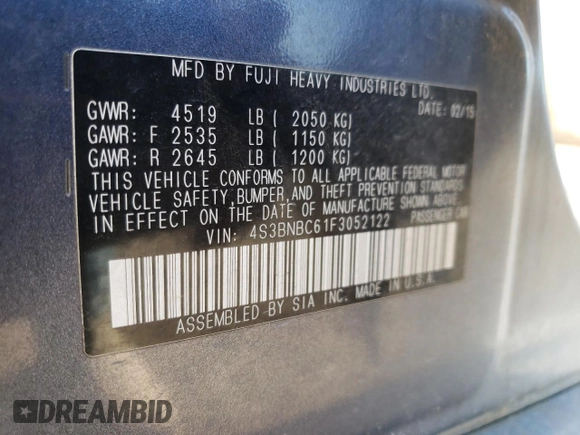 MFD BY FUJI HEAVY INDUSTRIES LTD.
DATE: 02/15
GVWR: 4519 LB ( 2050 KG)
GAWR: F 2535 LB ( 1150 KG)
GAWR: R 2645 LB ( 1200 KG)
THIS VEHICLE CONFORMS TO ALL APPLICABLE FEDERAL MOTOR
VEHICLE SAFETY,BUMPER,AND THEFT PREVENTION STANDARDS
IN EFFECT ON THE DATE OF MANUFACTURE SHOWN ABOVE.
VIN: 4S3BNBC61F3052122 PASSENGER CAR
ASSEMBLED BY SIA INC. MADE IN U.S.A.
DREAMBID